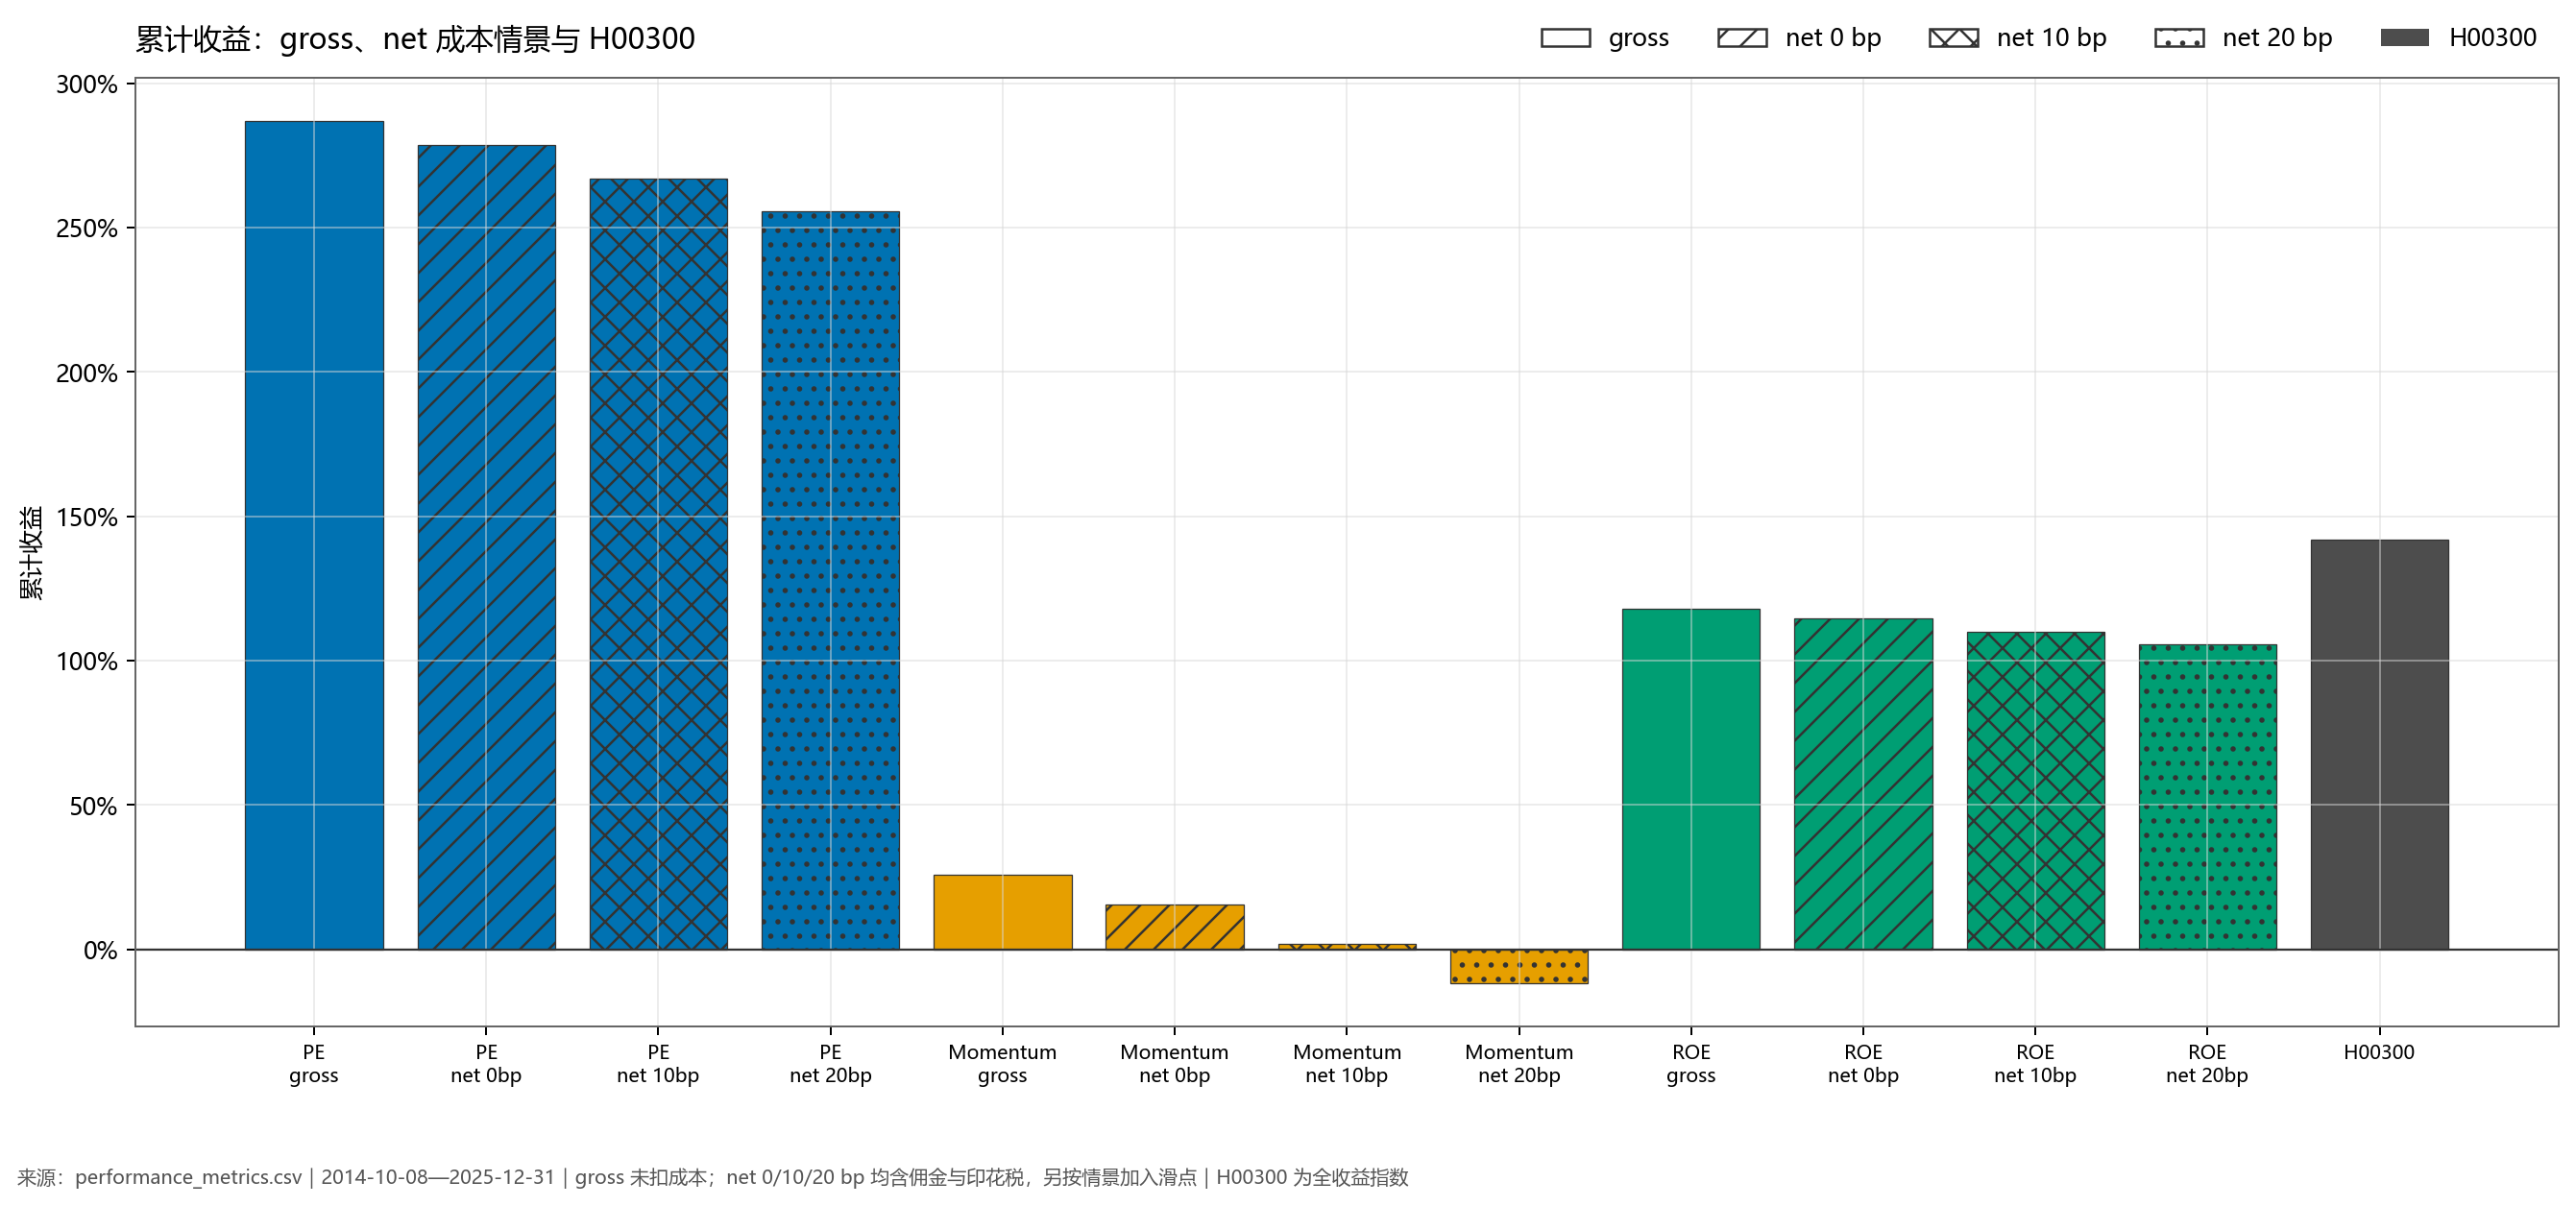 累计收益：gross、net 成本情景与 H00300
gross
net 0 bp
net 10 bp
net 20 bp
H00300
300%
250%
200%
150%
100%
50%
0%
累计收益
PE
gross
PE
net 0bp
PE
net 10bp
PE
net 20bp
Momentum
gross
Momentum
net 0bp
Momentum
net 10bp
Momentum
net 20bp
ROE
gross
ROE
net 0bp
ROE
net 10bp
ROE
net 20bp
H00300
来源：performance_metrics.csv | 2014-10-08—2025-12-31 | gross 未扣成本；net 0/10/20 bp 均含佣金与印花税，另按情景加入滑点 | H00300 为全收益指数